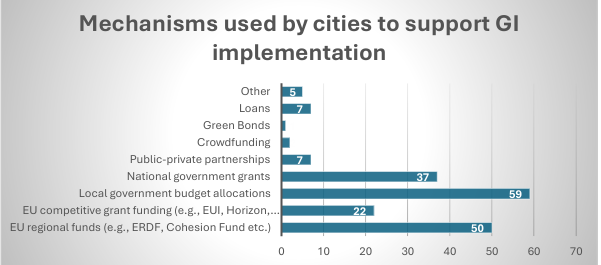 Mechanisms used by cities to support GI
implementation
Other 5
Loans 7
Green Bonds
Crowdfunding
Public-private partnerships 7
National government grants 37
Local government budget allocations 59
EU competitive grant funding (e.g., EUI, Horizon,... 22
EU regional funds (e.g., ERDF, Cohesion Fund etc.) 50
0 10 20 30 40 50 60 70